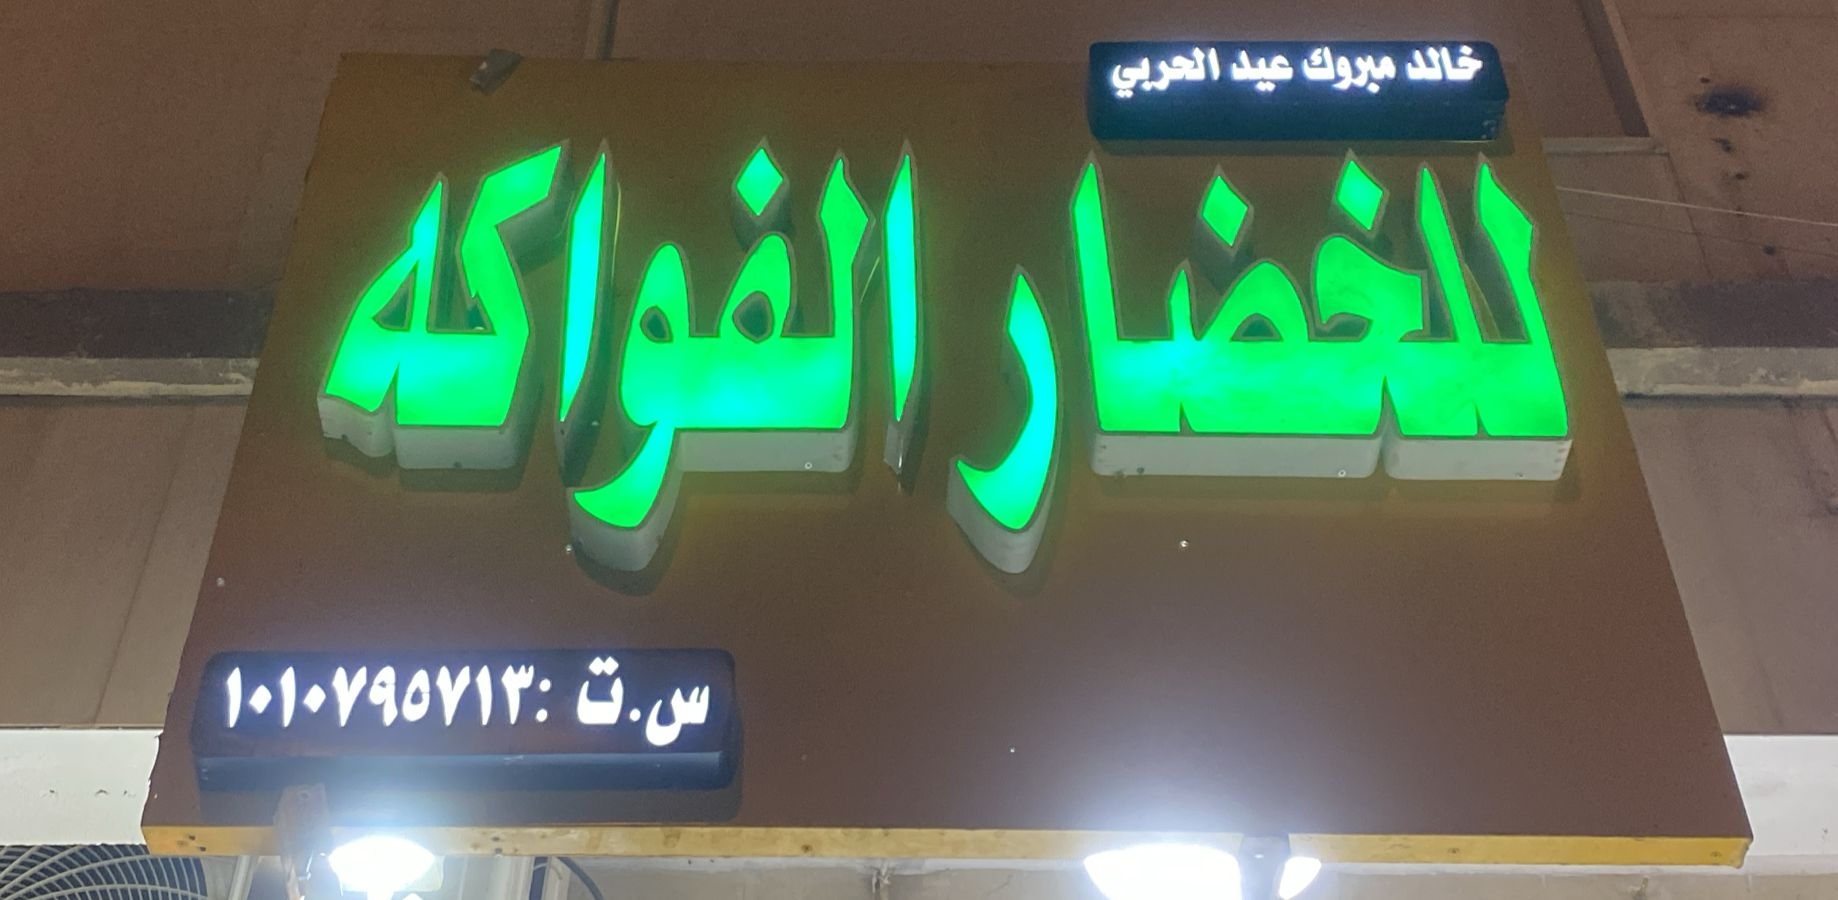 خالد مبروك عيد الحربي
للخضار الفواكه
س.ت :١٠١٠٧٩٥٧١٣